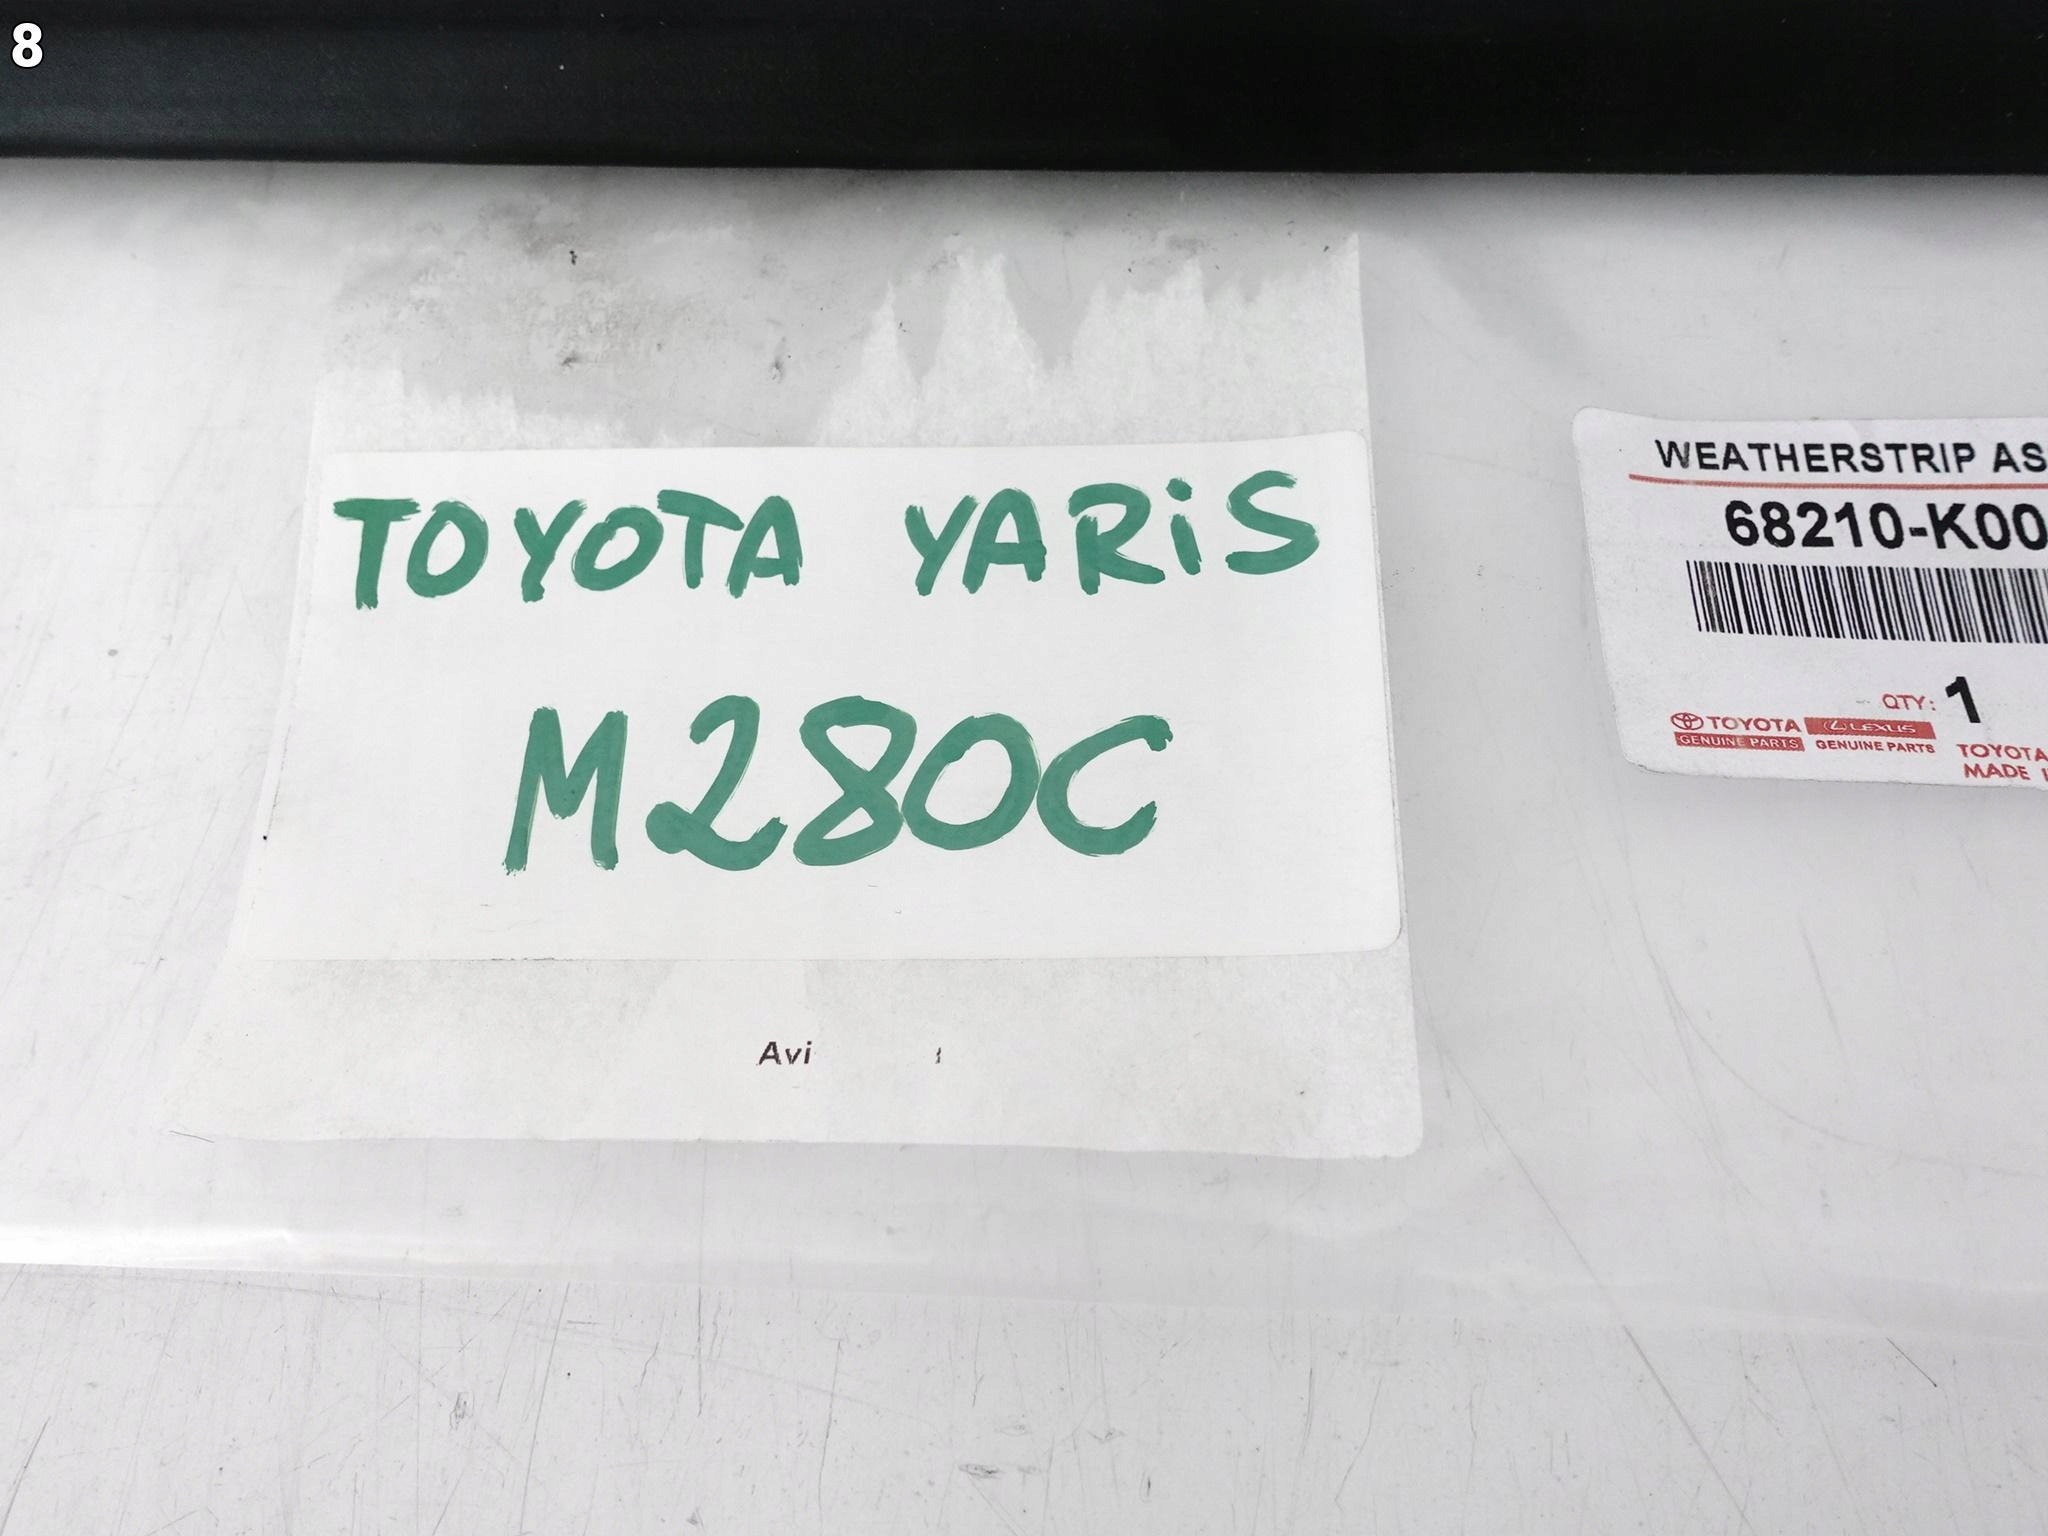 8
TOYOTA YARiS
M280C
Avi
WEATHERSTRIP AS
68210-K00
QTY: 1
TOYOTA
GENUINE PARTS
LEXUS
GENUINE PARTS
TOYOTA
MADE